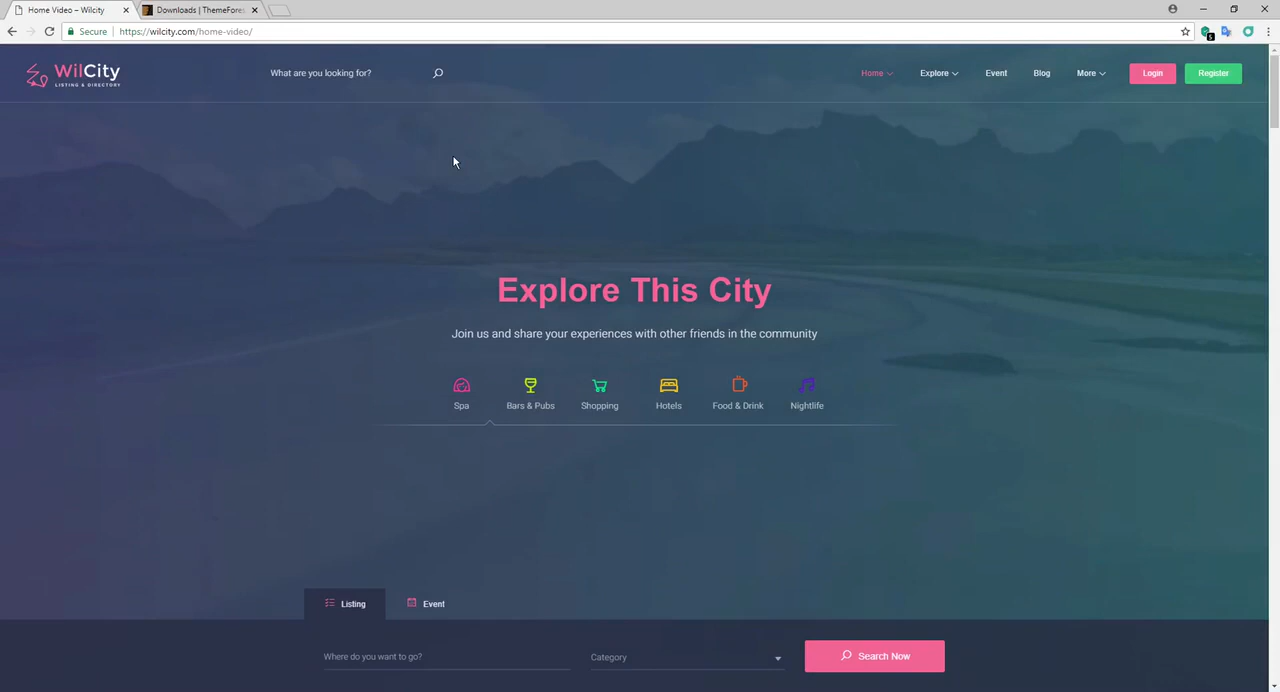 Home Video – Wilcity
Downloads | ThemeFores
Secure
https://wilcity.com/home-video/
5
WilCity
LISTING & DIRECTORY
What are you looking for?
Home
Explore
Event
Blog
More
Login
Register
Explore This City
Join us and share your experiences with other friends in the community
Spa
Bars & Pubs
Shopping
Hotels
Food & Drink
Nightlife
Listing
Event
Where do you want to go?
Category
Search Now